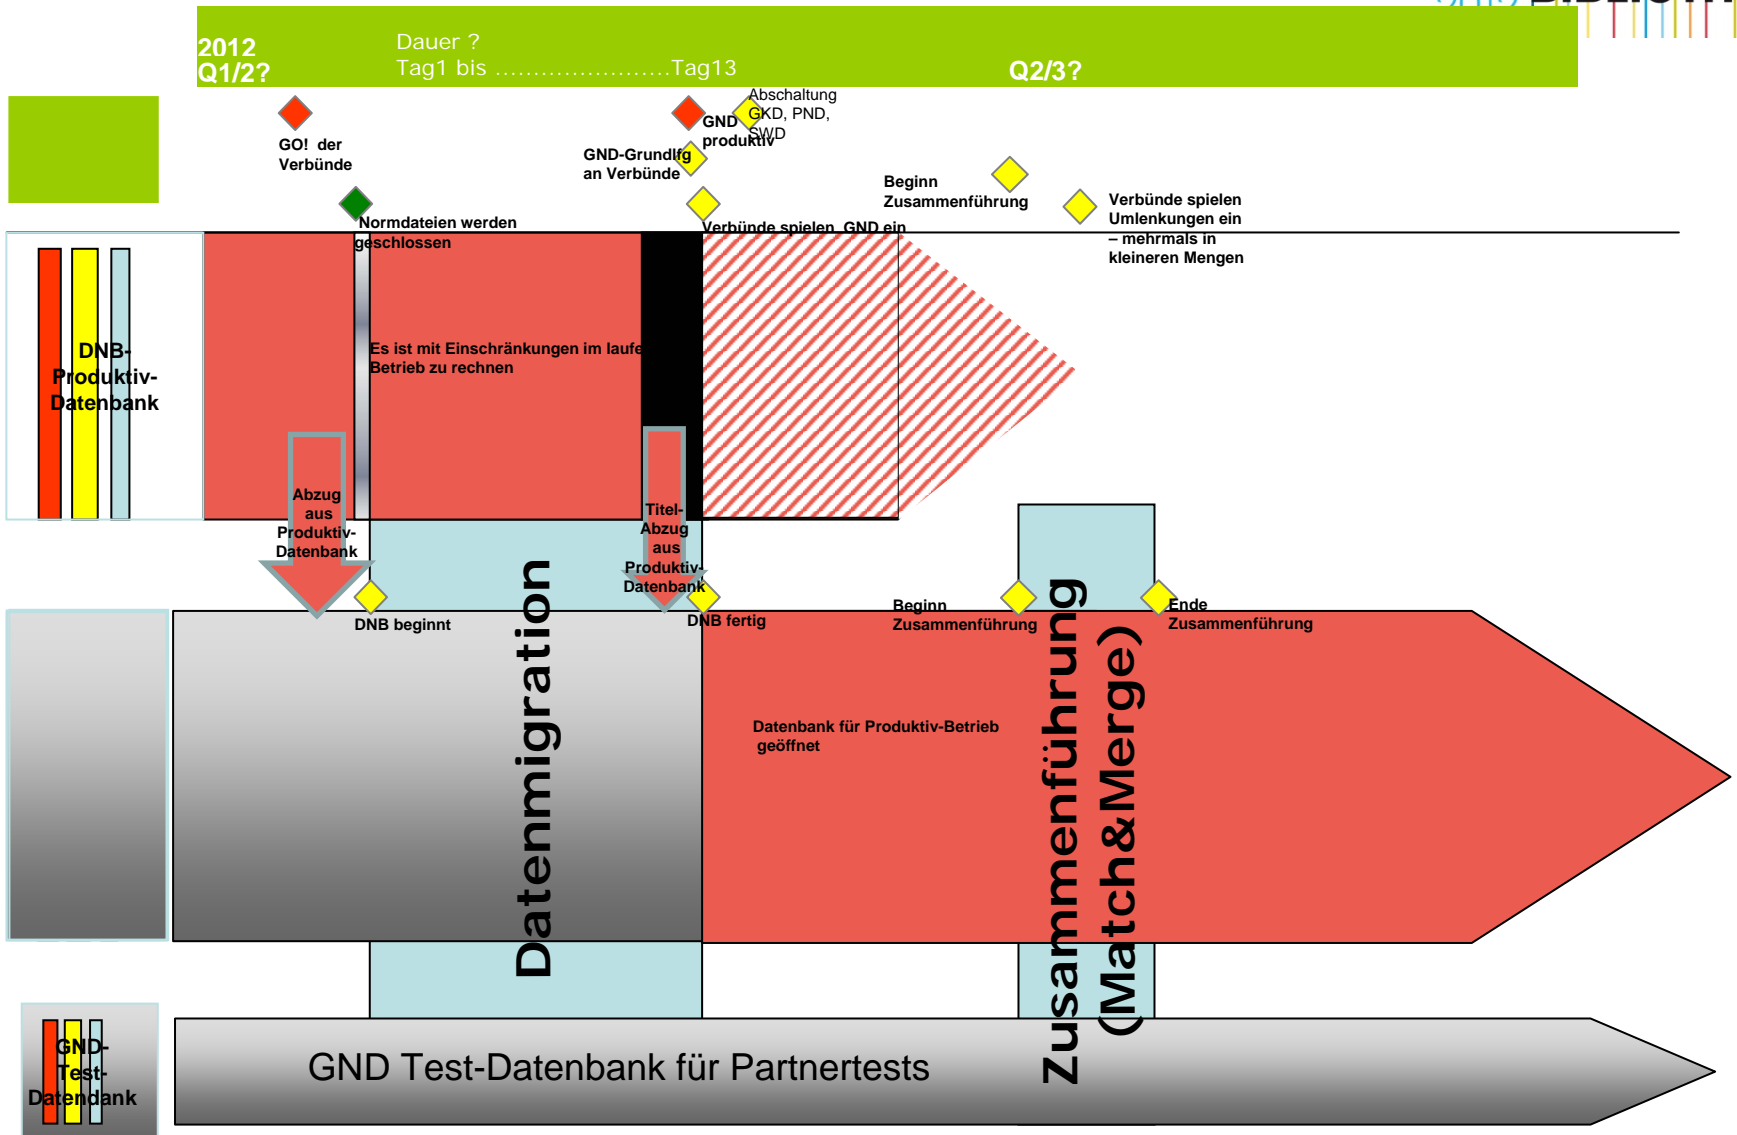 2012
Q1/2?
Dauer ?
Tag1 bis .......................Tag13
Q2/3?
GO! der
Verbünde
GND
produktiv
Abschaltung
GKD, PND,
SWD
GND-Grundlfg
an Verbünde
Normdateien werden
geschlossen
Verbünde spielen GND ein
Beginn
Zusammenführung
Verbünde spielen
Umlenkungen ein
– mehrmals in
kleineren Mengen
DNB-
Produktiv-
Datenbank
Es ist mit Einschränkungen im laufe
Betrieb zu rechnen
Abzug
aus
Produktiv-
Datenbank
Titel-
Abzug
aus
Produktiv-
Datenbank
DNB beginnt
DNB fertig
Beginn
Zusammenführung
Ende
Zusammenführung
Datenmigration
Zusammenführung
(Match&Merge)
Datenbank für Produktiv-Betrieb
geöffnet
GND-
Test-
Datendank
GND Test-Datenbank für Partnertests